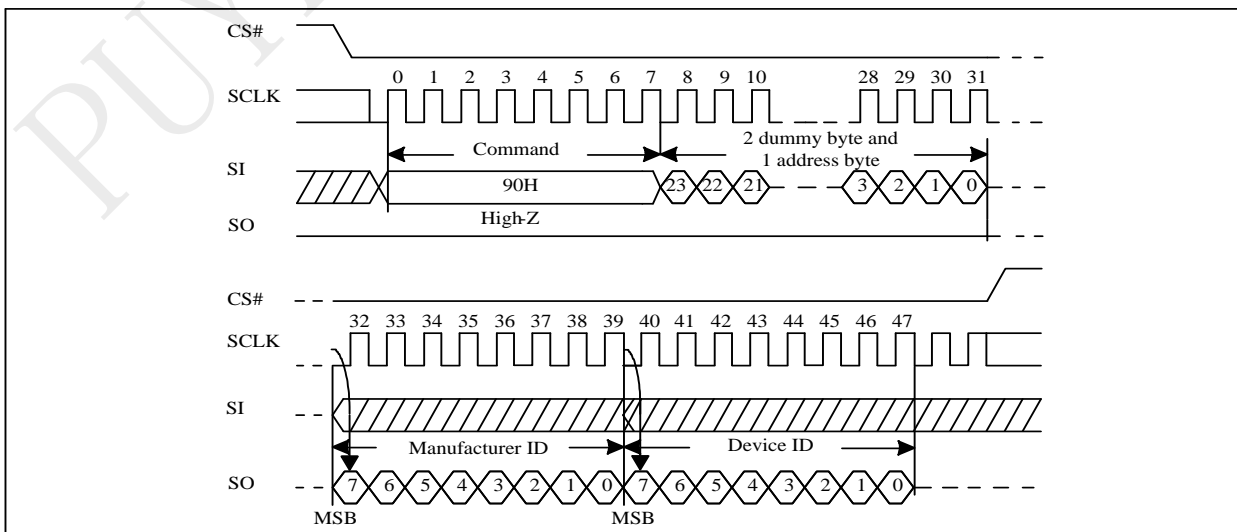 PUYA
CS#
0 1 2 3 4 5 6 7 8 9 10 28 29 30 31
SCLK
Command
2 dummy byte and
1 address byte
SI
90H
23 22 21 3 2 1 0
High-Z
SO
CS#
32 33 34 35 36 37 38 39 40 41 42 43 44 45 46 47
SCLK
SI
Manufacturer ID
Device ID
SO
7 6 5 4 3 2 1 0 7 6 5 4 3 2 1 0
MSB
MSB